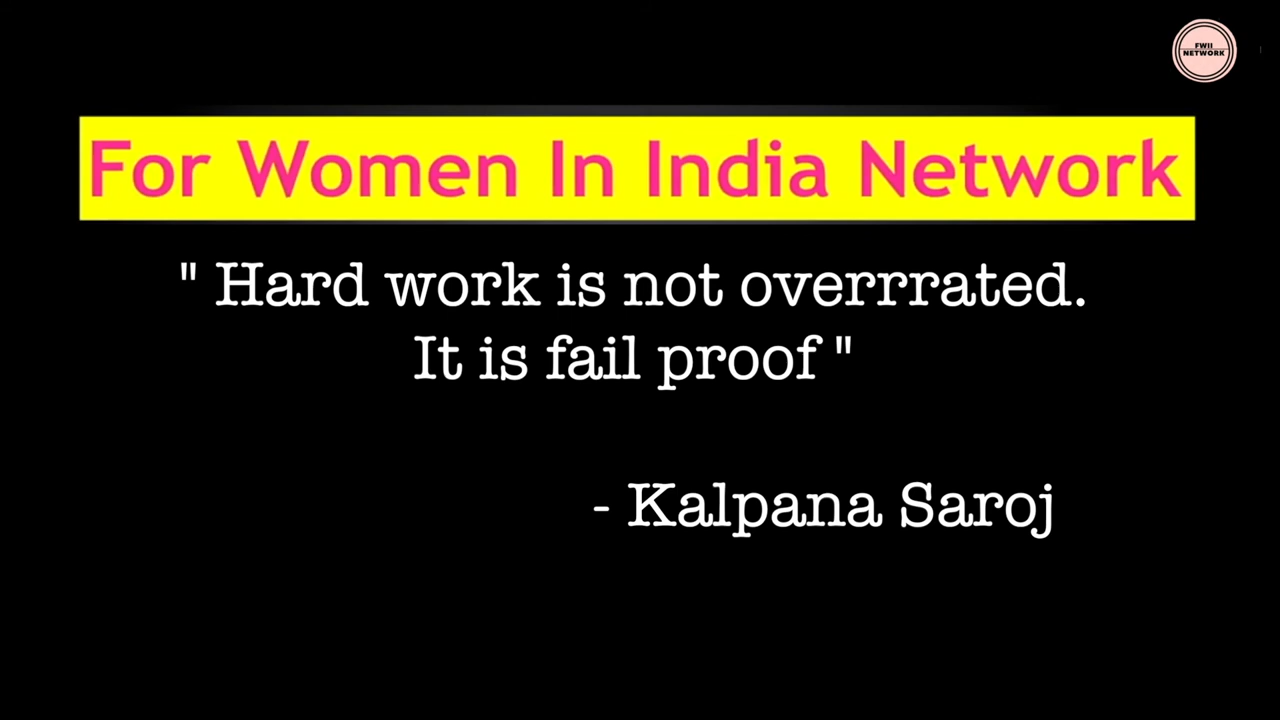 FWII
NETWORK
For Women In India Network
" Hard work is not overrrated.
It is fail proof "
- Kalpana Saroj